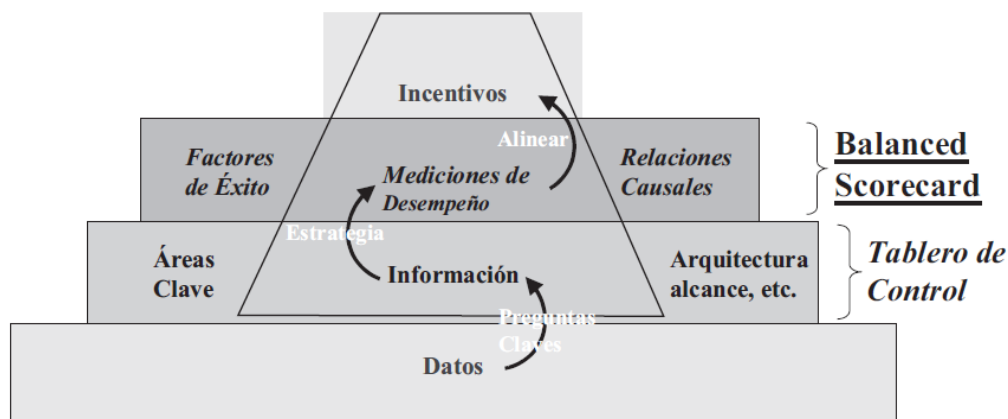 Incentivos
Alinear
Factores
de Éxito
Mediciones de
Desempeño
Relaciones
Causales
Balanced
Scorecard
Estrategia
Áreas
Clave
Información
Arquitectura
alcance, etc.
Tablero de
Control
Preguntas
Claves
Datos